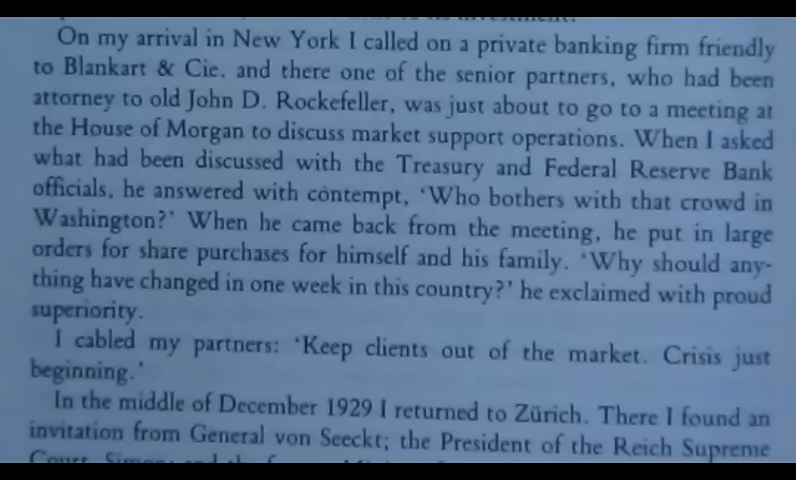 On my arrival in New York I called on a private banking firm friendly
to Blankart & Cie. and there one of the senior partners, who had been
attorney to old John D. Rockefeller, was just about to go to a meeting at
the House of Morgan to discuss market support operations. When I asked
what had been discussed with the Treasury and Federal Reserve Bank
officials, he answered with contempt, ‘Who bothers with that crowd in
Washington?’ When he came back from the meeting, he put in large
orders for share purchases for himself and his family. ‘Why should any-
thing have changed in one week in this country?’ he exclaimed with proud
superiority.
I cabled my partners: ‘Keep clients out of the market. Crisis just
beginning.’
In the middle of December 1929 I returned to Zürich. There I found an
invitation from General von Seeckt; the President of the Reich Supreme